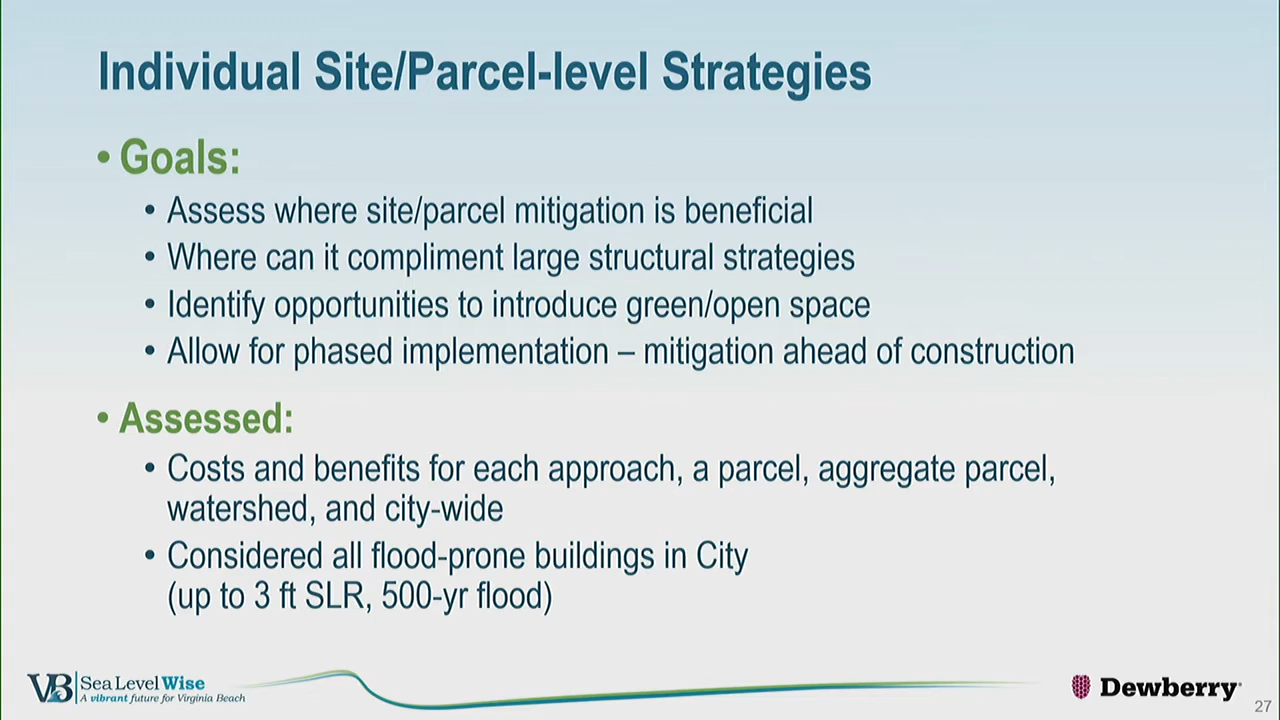 Individual Site/Parcel-level Strategies
• Goals:
• Assess where site/parcel mitigation is beneficial
• Where can it compliment large structural strategies
• Identify opportunities to introduce green/open space
• Allow for phased implementation – mitigation ahead of construction
• Assessed:
• Costs and benefits for each approach, a parcel, aggregate parcel,
watershed, and city-wide
• Considered all flood-prone buildings in City
(up to 3 ft SLR, 500-yr flood)
VB Sea Level Wise
A vibrant future for Virginia Beach
Dewberry
27